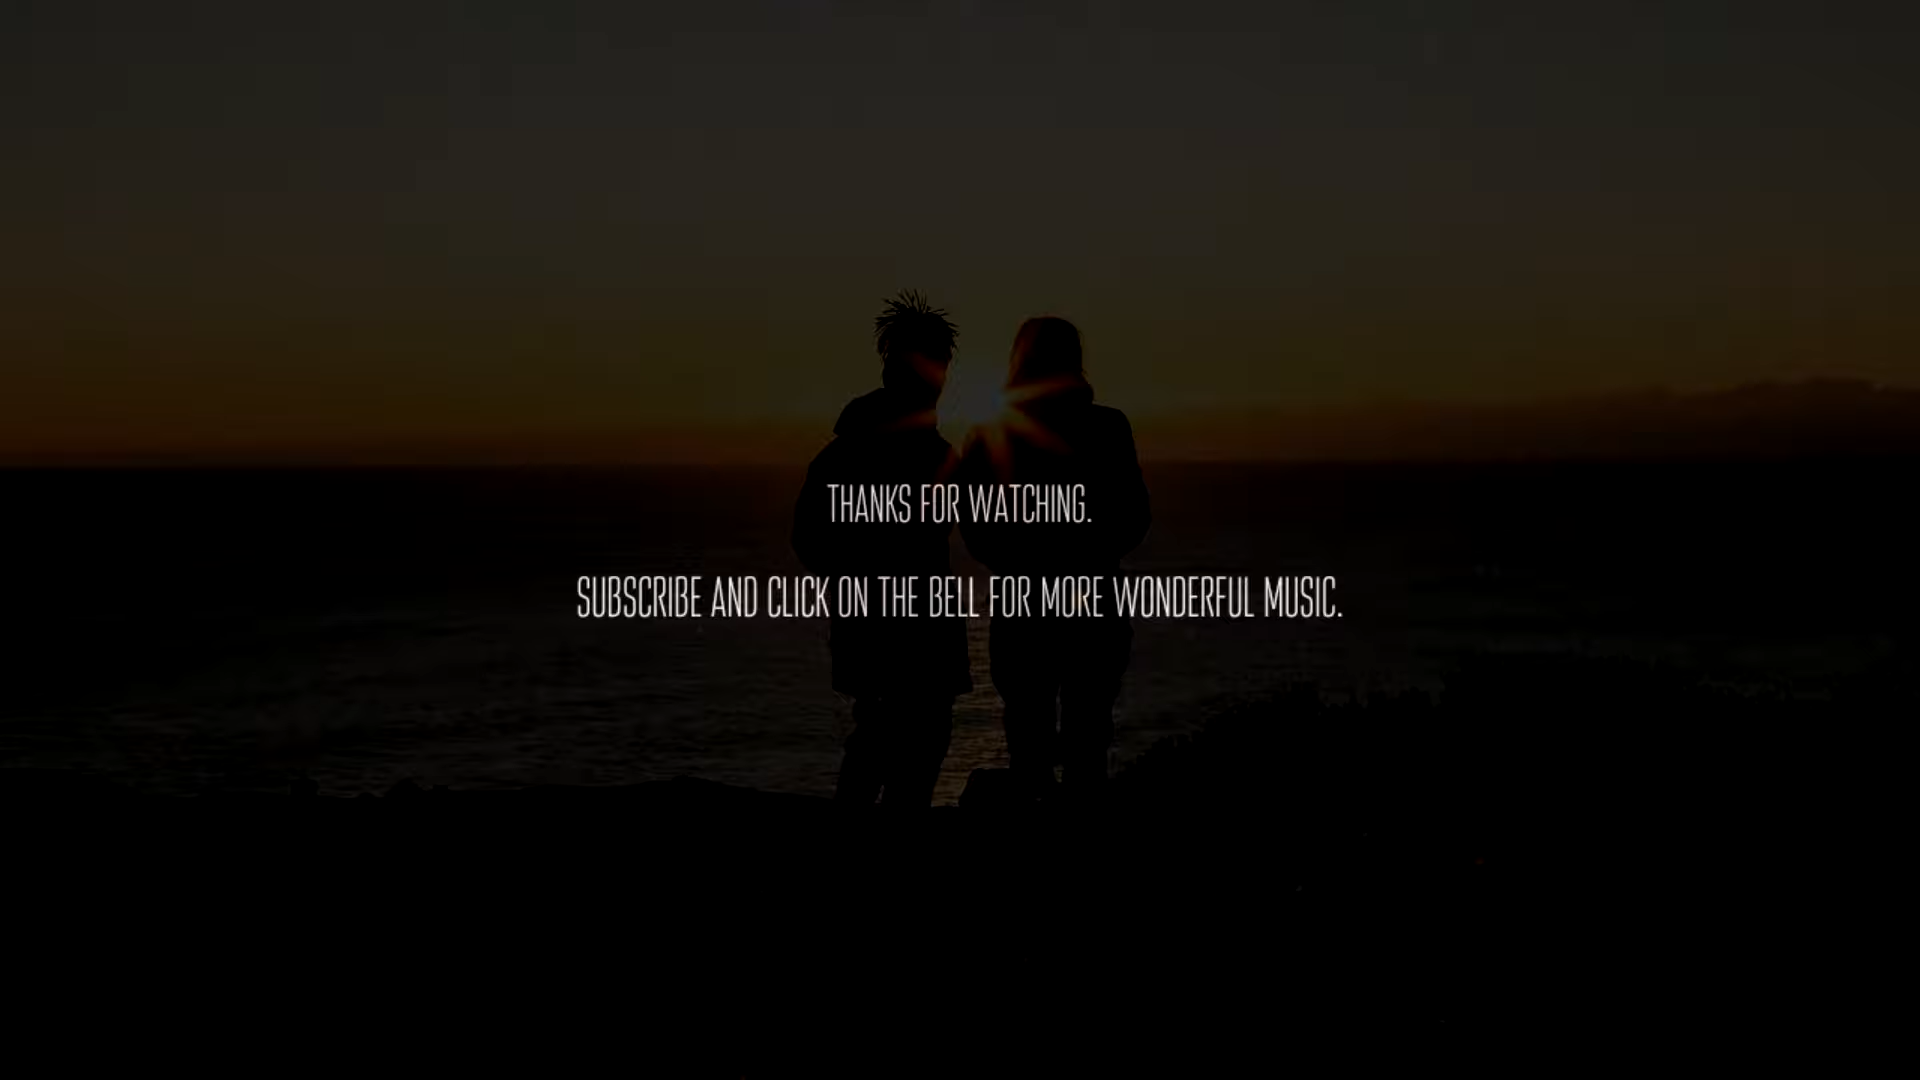 THANKS FOR WATCHING.
SUBSCRIBE AND CLICK ON THE BELL FOR MORE WONDERFUL MUSIC.